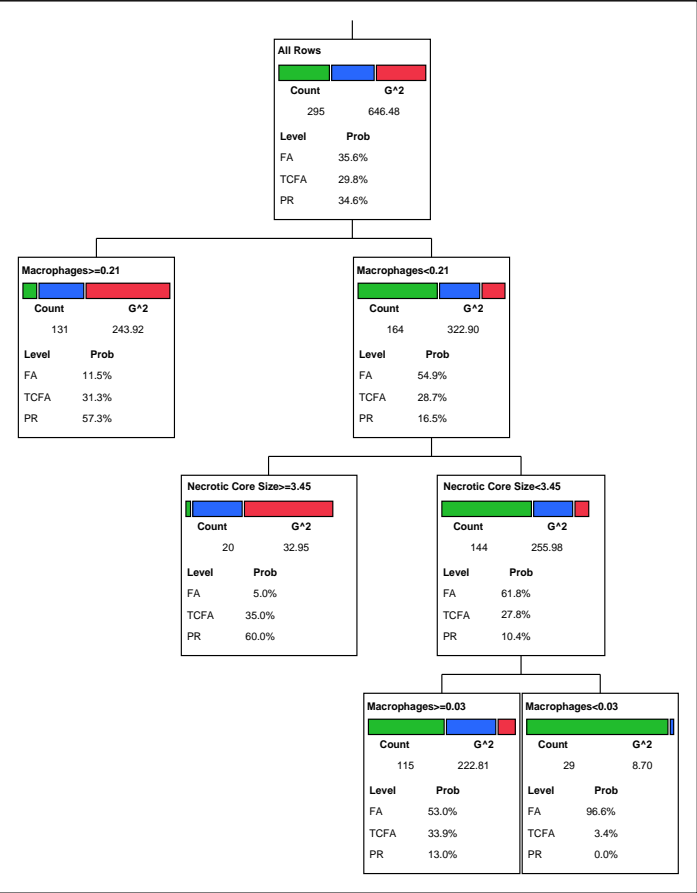 All Rows
Count G^2
295 646.48
Level Prob
FA 35.6%
TCFA 29.8%
PR 34.6%
Macrophages>=0.21
Count G^2
131 243.92
Level Prob
FA 11.5%
TCFA 31.3%
PR 57.3%
Macrophages<0.21
Count G^2
164 322.90
Level Prob
FA 54.9%
TCFA 28.7%
PR 16.5%
Necrotic Core Size>=3.45
Count G^2
20 32.95
Level Prob
FA 5.0%
TCFA 35.0%
PR 60.0%
Necrotic Core Size<3.45
Count G^2
144 255.98
Level Prob
FA 61.8%
TCFA 27.8%
PR 10.4%
Macrophages>=0.03
Count G^2
115 222.81
Level Prob
FA 53.0%
TCFA 33.9%
PR 13.0%
Macrophages<0.03
Count G^2
29 8.70
Level Prob
FA 96.6%
TCFA 3.4%
PR 0.0%